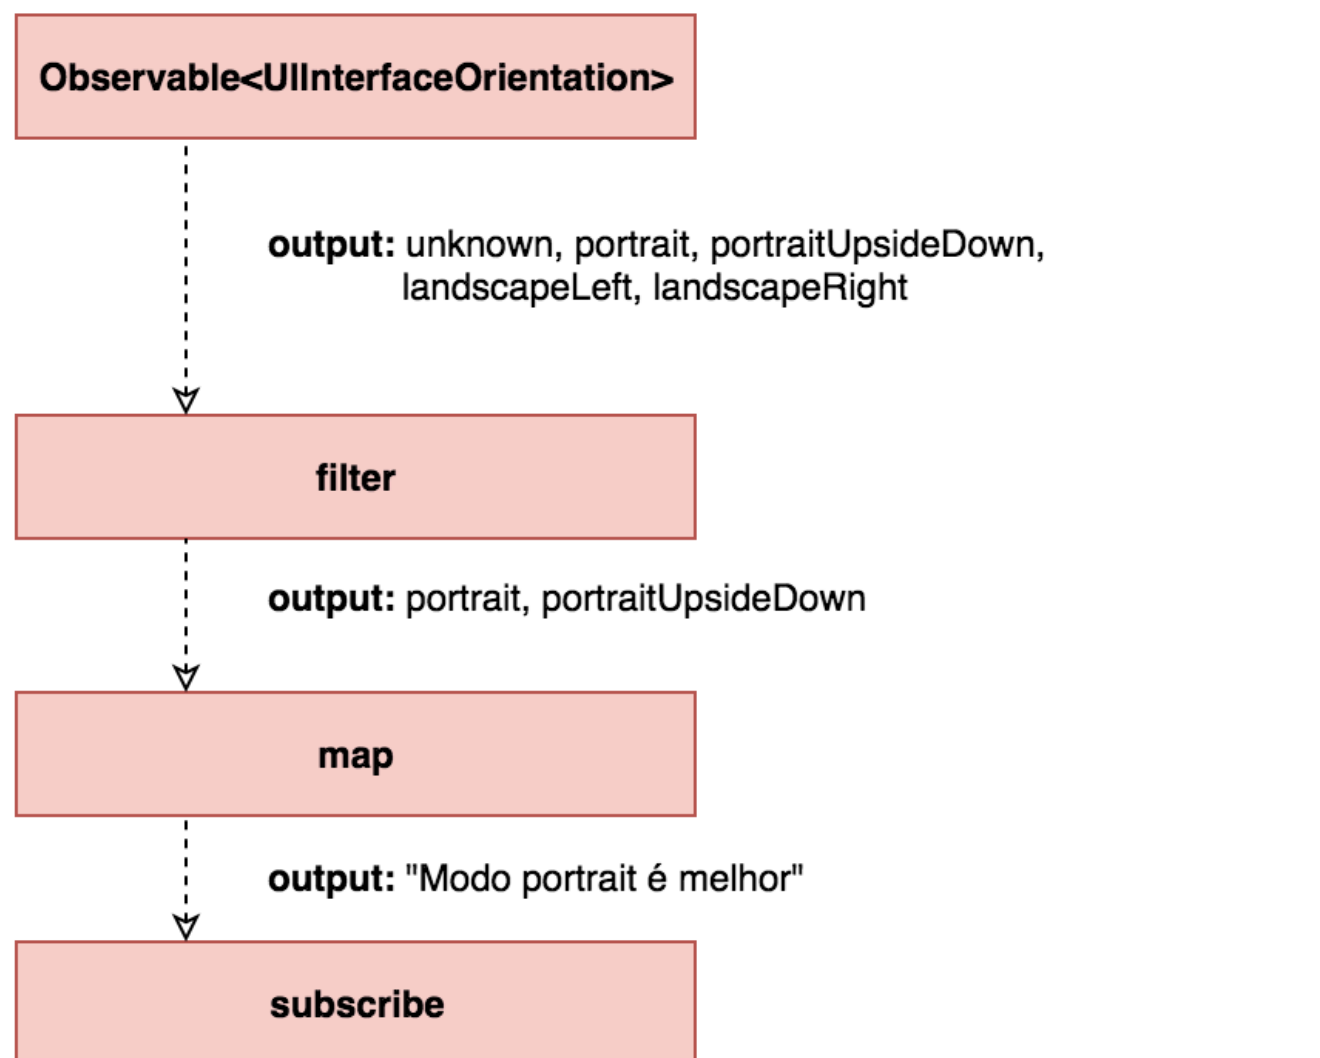 Observable<UIInterfaceOrientation>
output: unknown, portrait, portraitUpsideDown,
landscapeLeft, landscapeRight
filter
output: portrait, portraitUpsideDown
map
output: "Modo portrait é melhor"
subscribe